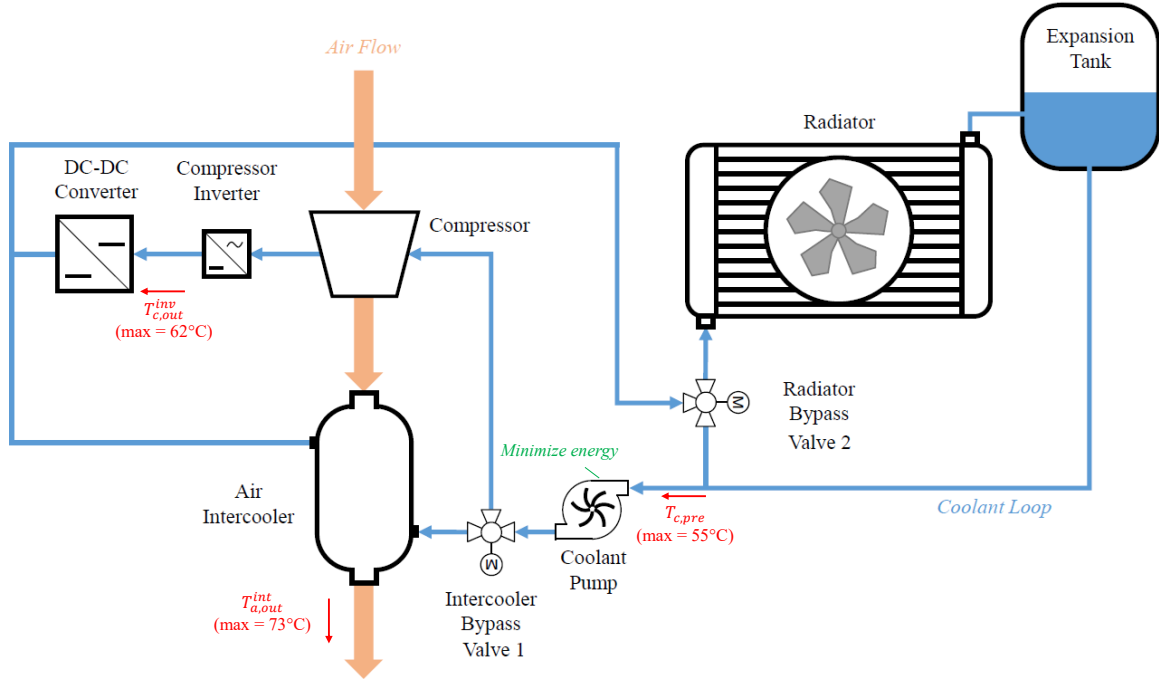 Air Flow
Expansion
Tank
Radiator
DC-DC
Converter
Compressor
Inverter
Compressor
T_{c,out}^{inv}
(max = 62°C)
M
Radiator
Bypass
Valve 2
Minimize energy
Air
Intercooler
T_{c,pre}
(max = 55°C)
Coolant Loop
Coolant
Pump
M
Intercooler
Bypass
Valve 1
T_{a,out}^{int}
(max = 73°C)